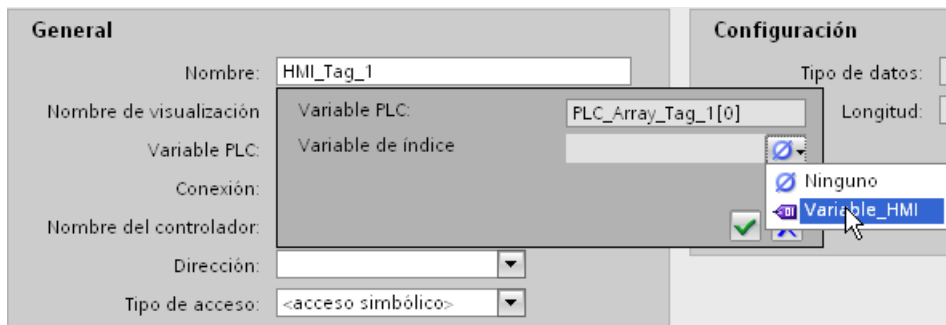 General
Configuración
Nombre: HMI_Tag_1
Tipo de datos:
Nombre de visualización
Variable PLC: PLC_Array_Tag_1[0]
Longitud:
Variable PLC:
Variable de índice
Ninguno
Conexión:
Variable_HMI
Nombre del controlador:
Dirección:
Tipo de acceso: <acceso simbólico>